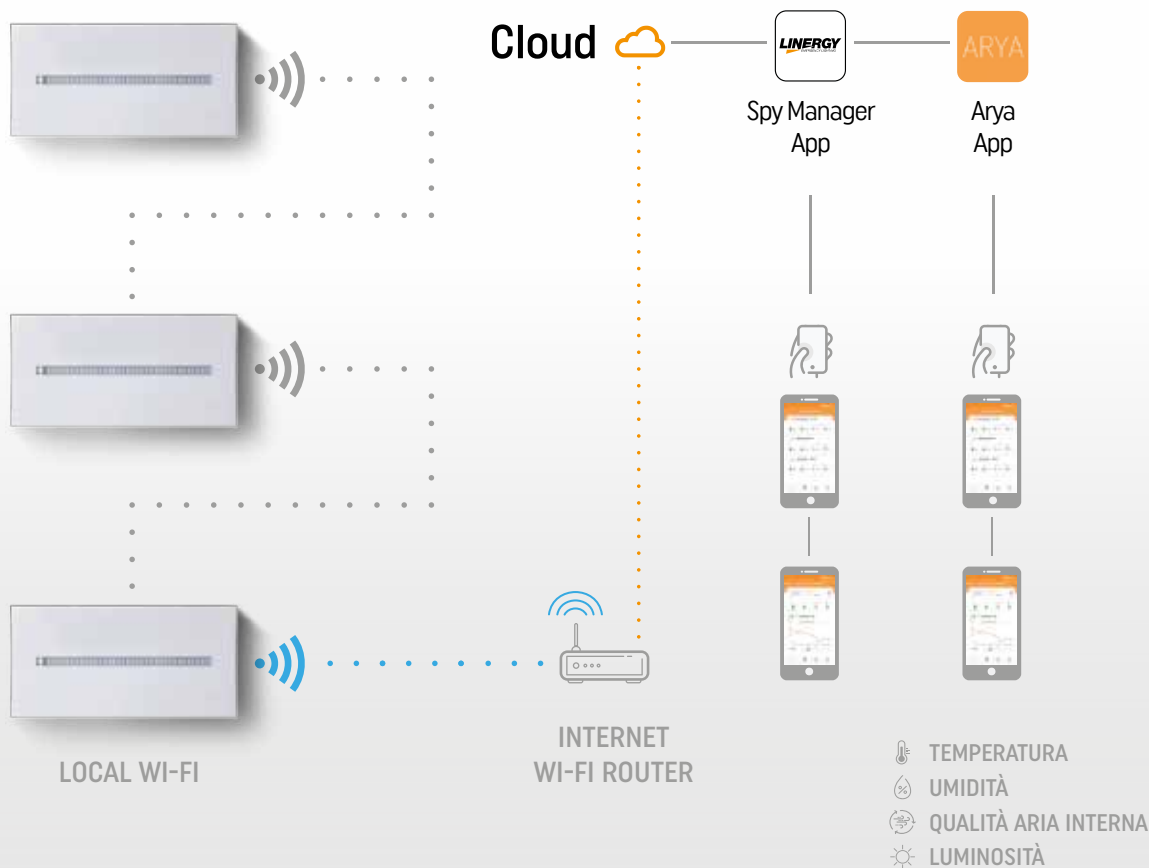 Cloud
LINERGY
ARYA
Spy Manager
App
Arya
App
LOCAL WI-FI
INTERNET
WI-FI ROUTER
TEMPERATURA
UMIDITÀ
QUALITÀ ARIA INTERNA
LUMINOSITÀ